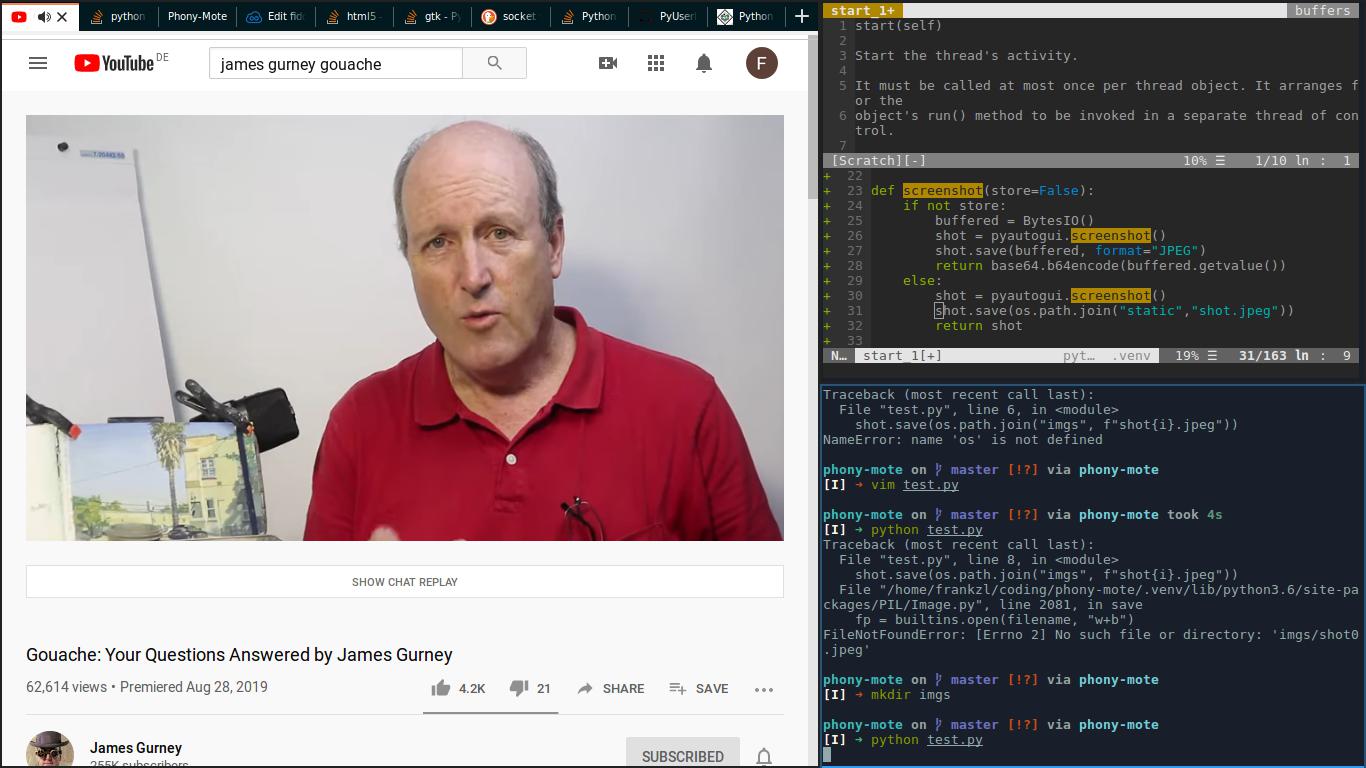 python
Phony-Mote
Edit fid
html5 -
gtk - Py
socket
Python
PyUser
Python
YouTube DE
james gurney gouache
F
SHOW CHAT REPLAY
Gouache: Your Questions Answered by James Gurney
62,614 views • Premiered Aug 28, 2019
4.2K 21 SHARE SAVE
James Gurney
255K subscribers
SUBSCRIBED
start_1+ buffers
1 start(self)
2
3 Start the thread's activity.
4
5 It must be called at most once per thread object. It arranges f
or the
6 object's run() method to be invoked in a separate thread of con
trol.
7
[Scratch][-] 10% ☰ 1/10 ln : 1
+ 22
+ 23 def screenshot(store=False):
+ 24 if not store:
+ 25 buffered = BytesIO()
+ 26 shot = pyautogui.screenshot()
+ 27 shot.save(buffered, format="JPEG")
+ 28 return base64.b64encode(buffered.getvalue())
+ 29 else:
+ 30 shot = pyautogui.screenshot()
+ 31 shot.save(os.path.join("static","shot.jpeg"))
+ 32 return shot
+ 33
N… start_1[+] pyt… .venv 19% ☰ 31/163 ln : 9
Traceback (most recent call last):
File "test.py", line 6, in <module>
shot.save(os.path.join("imgs", f"shot{i}.jpeg"))
NameError: name 'os' is not defined
phony-mote on master [!?] via phony-mote
[I] ➜ vim test.py
phony-mote on master [!?] via phony-mote took 4s
[I] ➜ python test.py
Traceback (most recent call last):
File "test.py", line 8, in <module>
shot.save(os.path.join("imgs", f"shot{i}.jpeg"))
File "/home/frankzl/coding/phony-mote/.venv/lib/python3.6/site-pa
ckages/PIL/Image.py", line 2081, in save
fp = builtins.open(filename, "w+b")
FileNotFoundError: [Errno 2] No such file or directory: 'imgs/shot0
.jpeg'
phony-mote on master [!?] via phony-mote
[I] ➜ mkdir imgs
phony-mote on master [!?] via phony-mote
[I] ➜ python test.py